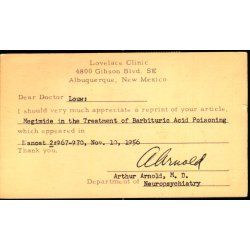 Lovelace Clinic
4800 Gibson Blvd. SE
Albuquerque, New Mexico
Dear Doctor Louw:
I should very much appreciate a reprint of your article,
Megimide in the Treatment of Barbituric Acid Poisoning
which appeared in
Lancet 2:967-970, Nov. 10, 1956
Thank you,
A Arnold
Arthur Arnold, M. D.
Department of Neuropsychiatry